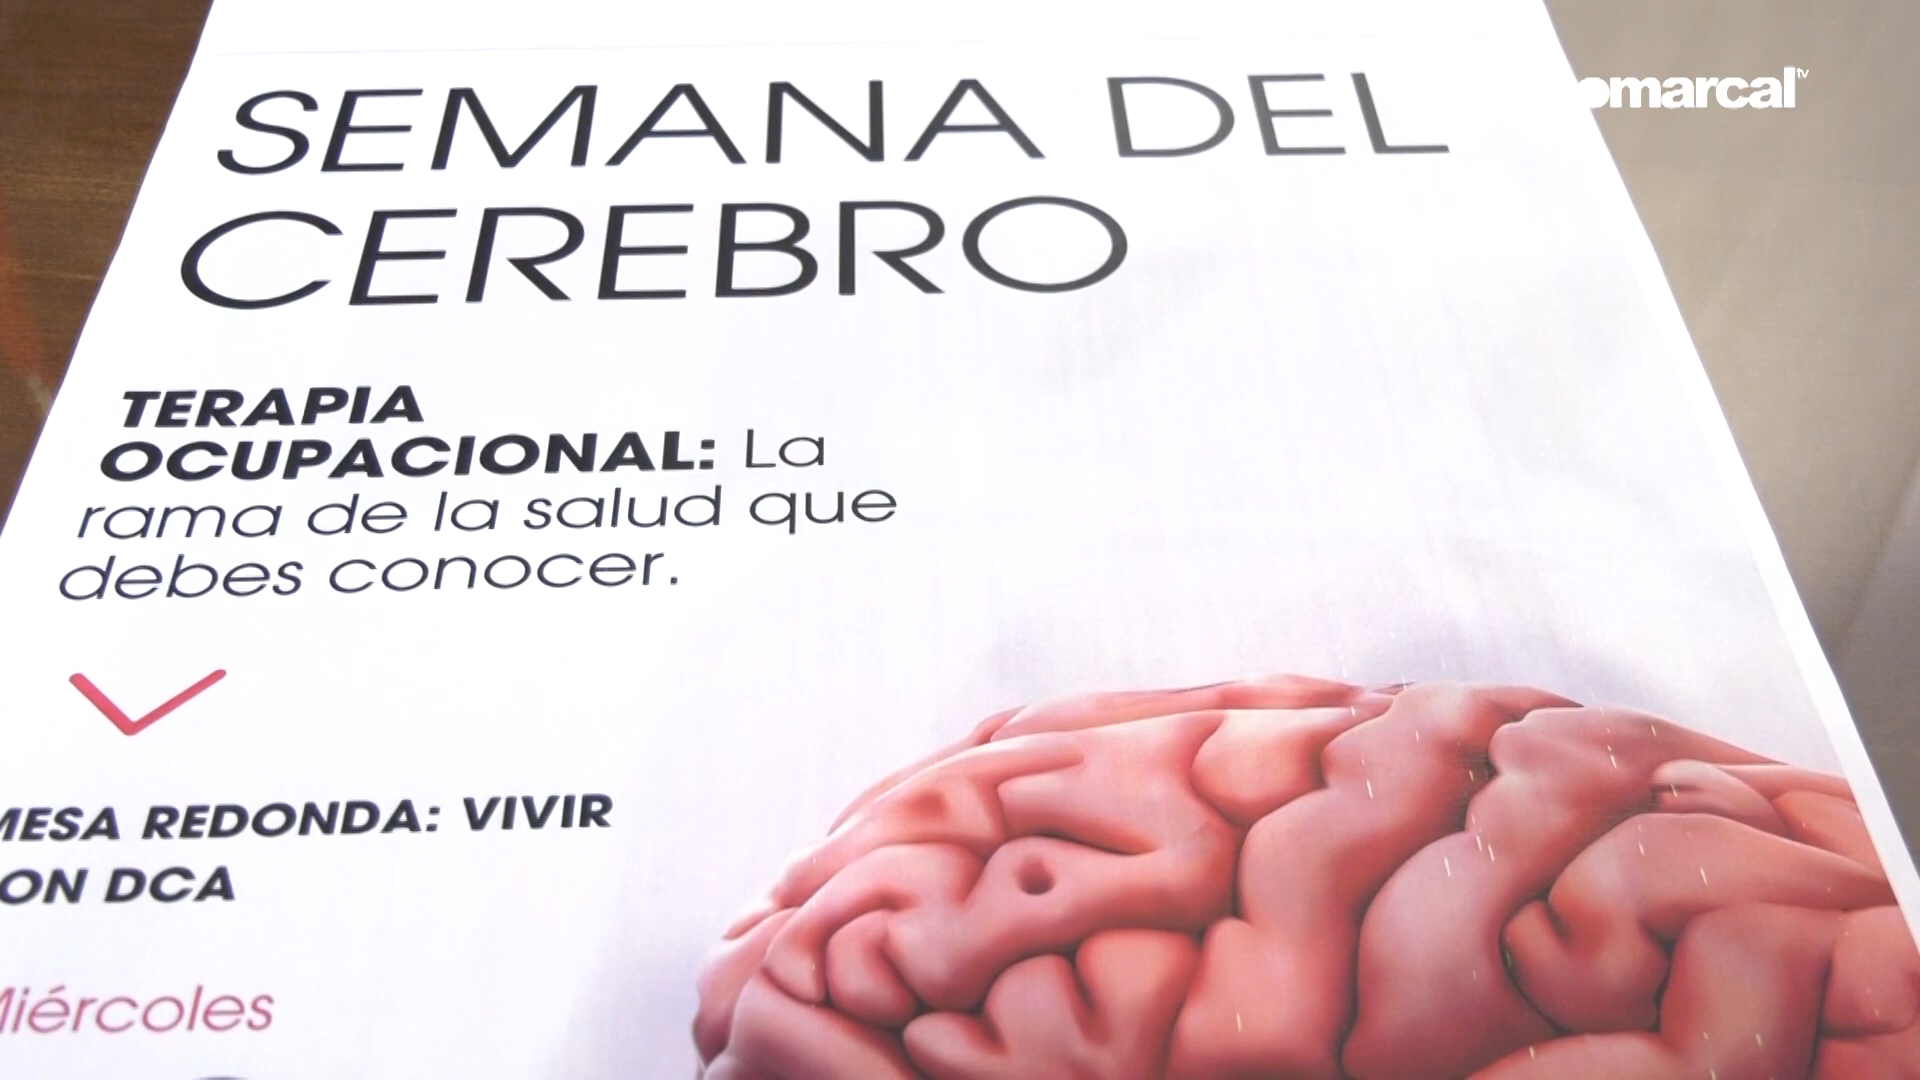 SEMANA DEL
CEREBRO
omarcal tv
TERAPIA
OCUPACIONAL: La
rama de la salud que
debes conocer.
MESA REDONDA: VIVIR
ON DCA
Miércoles